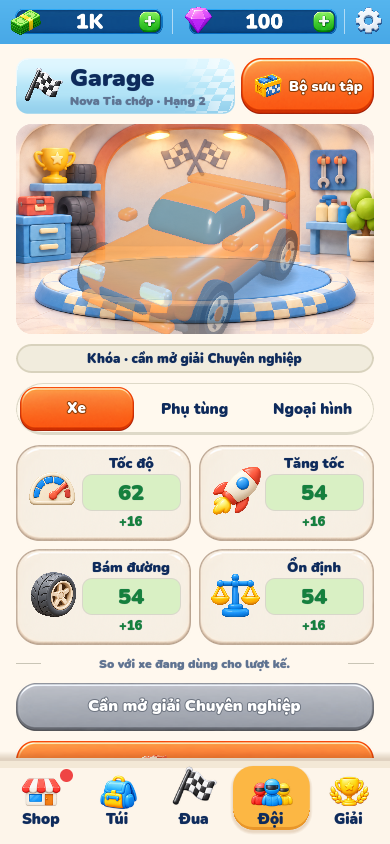 1K
100
Garage
Nova Tia chớp · Hạng 2
Bộ sưu tập
Khóa · cần mở giải Chuyên nghiệp
Xe
Phụ tùng
Ngoại hình
Tốc độ
62
+16
Tăng tốc
54
+16
Bám đường
54
+16
Ổn định
54
+16
So với xe đang dùng cho lượt kế.
Cần mở giải Chuyên nghiệp
Shop
Túi
Đua
Đội
Giải